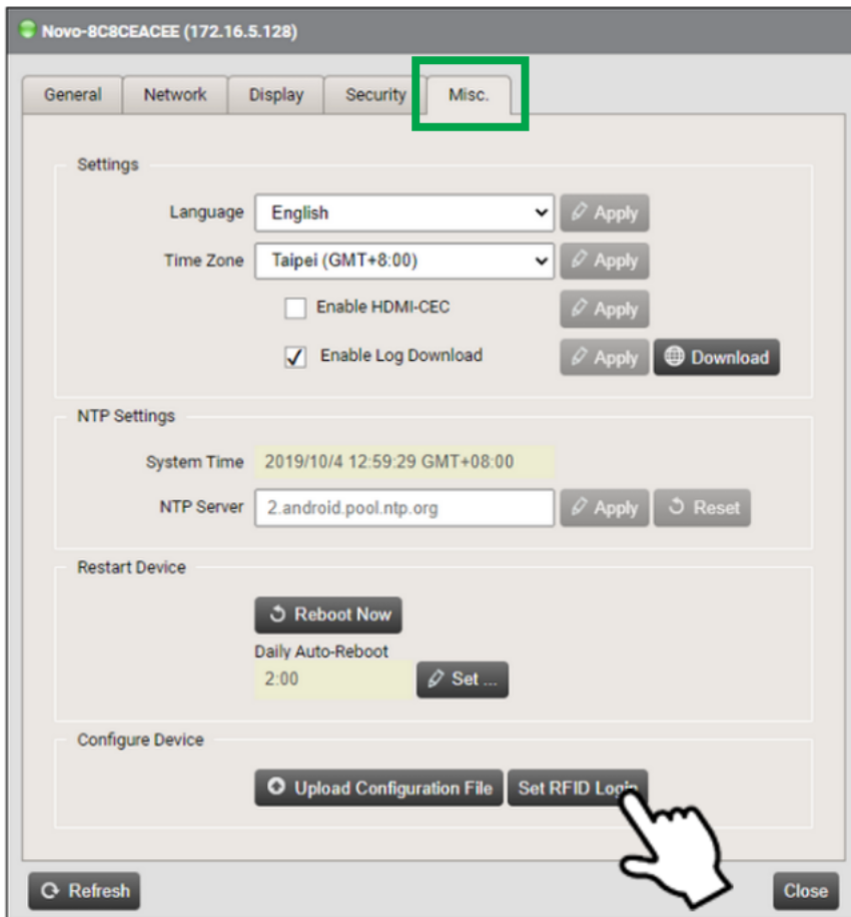 Novo-8C8CEACEE (172.16.5.128)
General Network Display Security Misc.
Settings
Language English Apply
Time Zone Taipei (GMT+8:00) Apply
Enable HDMI-CEC Apply
Enable Log Download Apply Download
NTP Settings
System Time 2019/10/4 12:59:29 GMT+08:00
NTP Server 2.android.pool.ntp.org Apply Reset
Restart Device
Reboot Now
Daily Auto-Reboot
2:00 Set ...
Configure Device
Upload Configuration File Set RFID Login
Refresh Close